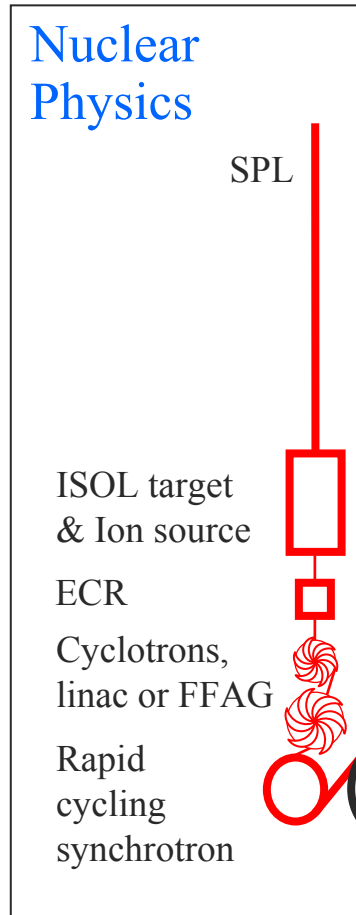 Nuclear
Physics
SPL
ISOL target
& Ion source
ECR
Cyclotrons,
linac or FFAG
Rapid
cycling
synchrotron